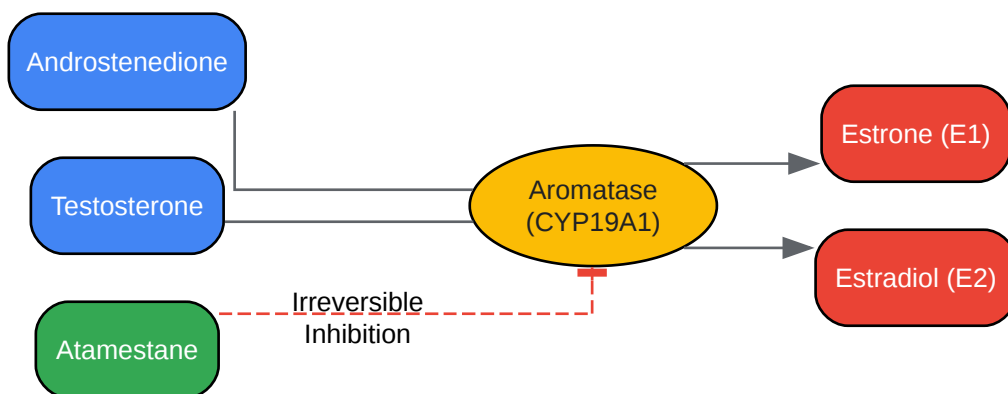 Androstenedione
Testosterone
Atamestane
Irreversible
Inhibition
Aromatase
(CYP19A1)
Estrone (E1)
Estradiol (E2)